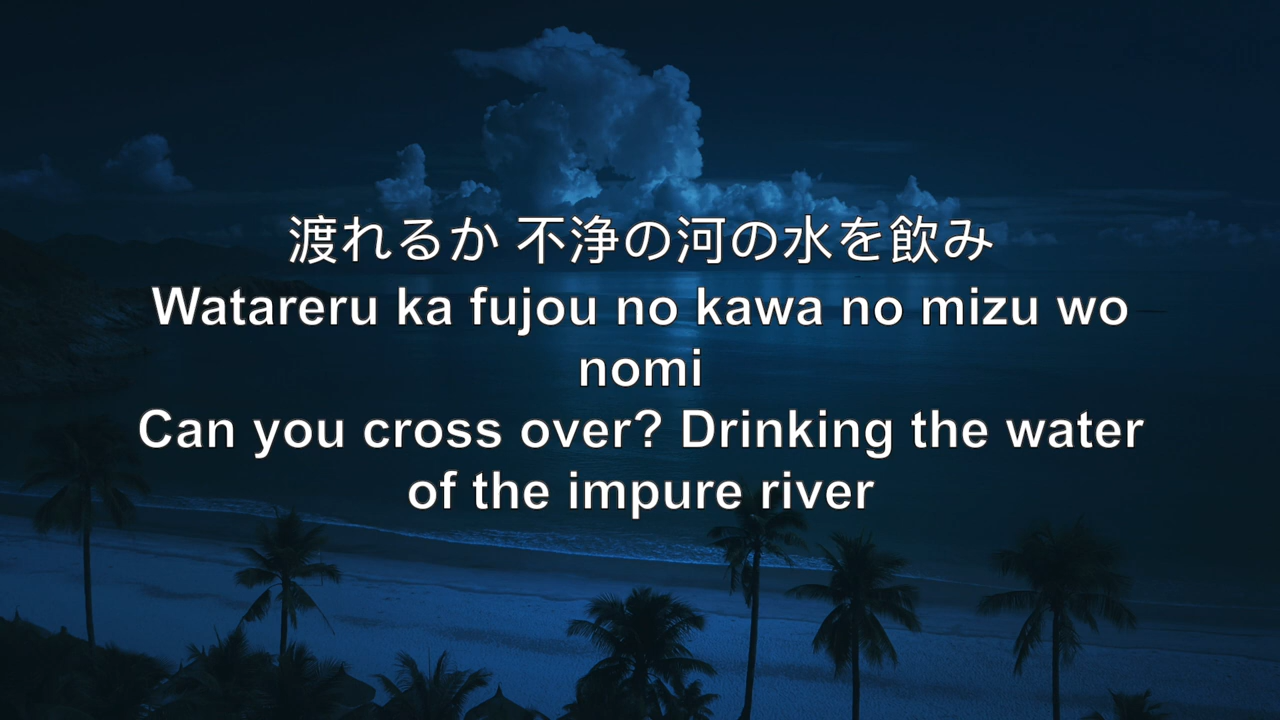 渡れるか 不浄の河の水を飲み
Watareru ka fujou no kawa no mizu wo
nomi
Can you cross over? Drinking the water
of the impure river